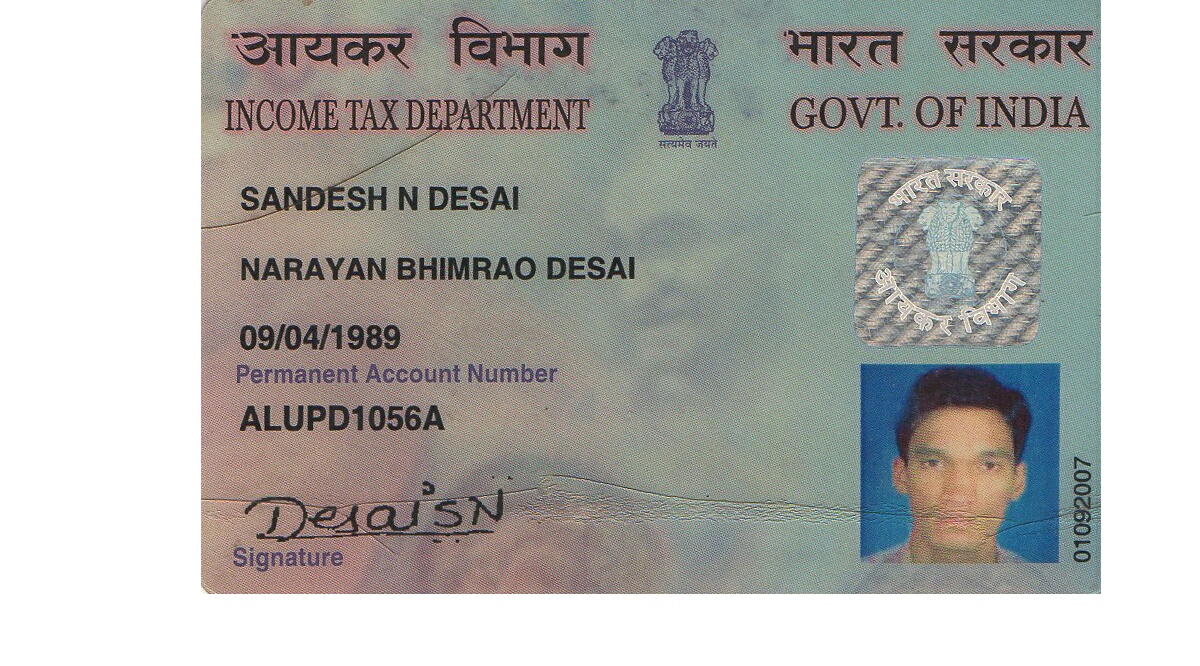 आयकर विभाग भारत सरकार
INCOME TAX DEPARTMENT GOVT. OF INDIA
सत्यमेव जयते
SANDESH N DESAI
NARAYAN BHIMRAO DESAI
09/04/1989
Permanent Account Number
ALUPD1056A
Desai SN
Signature
भारत सरकार
आयकर विभाग
01092007